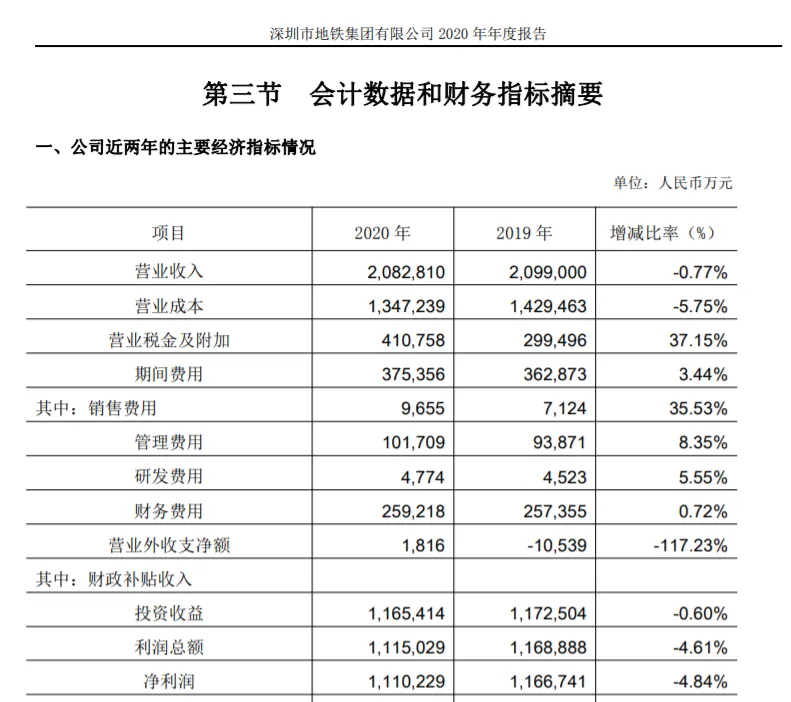 深圳市地铁集团有限公司 2020 年年度报告
第三节 会计数据和财务指标摘要
一、公司近两年的主要经济指标情况
单位：人民币万元
项目 2020 年 2019 年 增减比率（%）
营业收入 2,082,810 2,099,000 -0.77%
营业成本 1,347,239 1,429,463 -5.75%
营业税金及附加 410,758 299,496 37.15%
期间费用 375,356 362,873 3.44%
其中：销售费用 9,655 7,124 35.53%
管理费用 101,709 93,871 8.35%
研发费用 4,774 4,523 5.55%
财务费用 259,218 257,355 0.72%
营业外收支净额 1,816 -10,539 -117.23%
其中：财政补贴收入
投资收益 1,165,414 1,172,504 -0.60%
利润总额 1,115,029 1,168,888 -4.61%
净利润 1,110,229 1,166,741 -4.84%